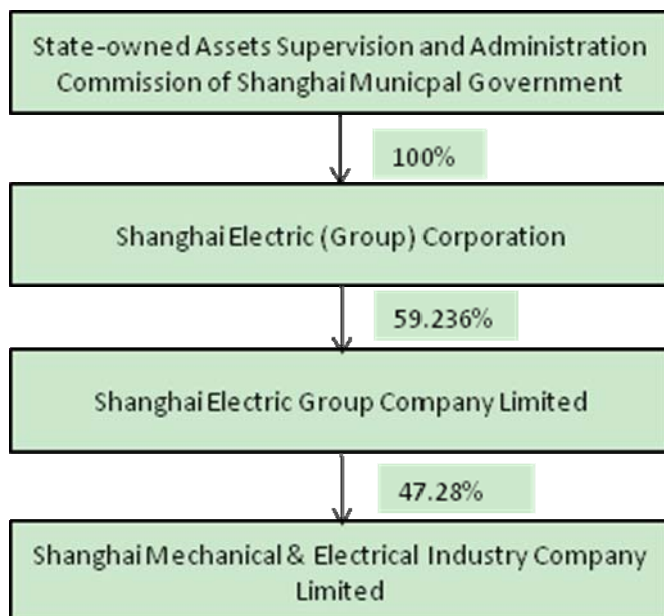 State-owned Assets Supervision and Administration
Commission of Shanghai Municpal Government
100%
Shanghai Electric (Group) Corporation
59.236%
Shanghai Electric Group Company Limited
47.28%
Shanghai Mechanical & Electrical Industry Company
Limited